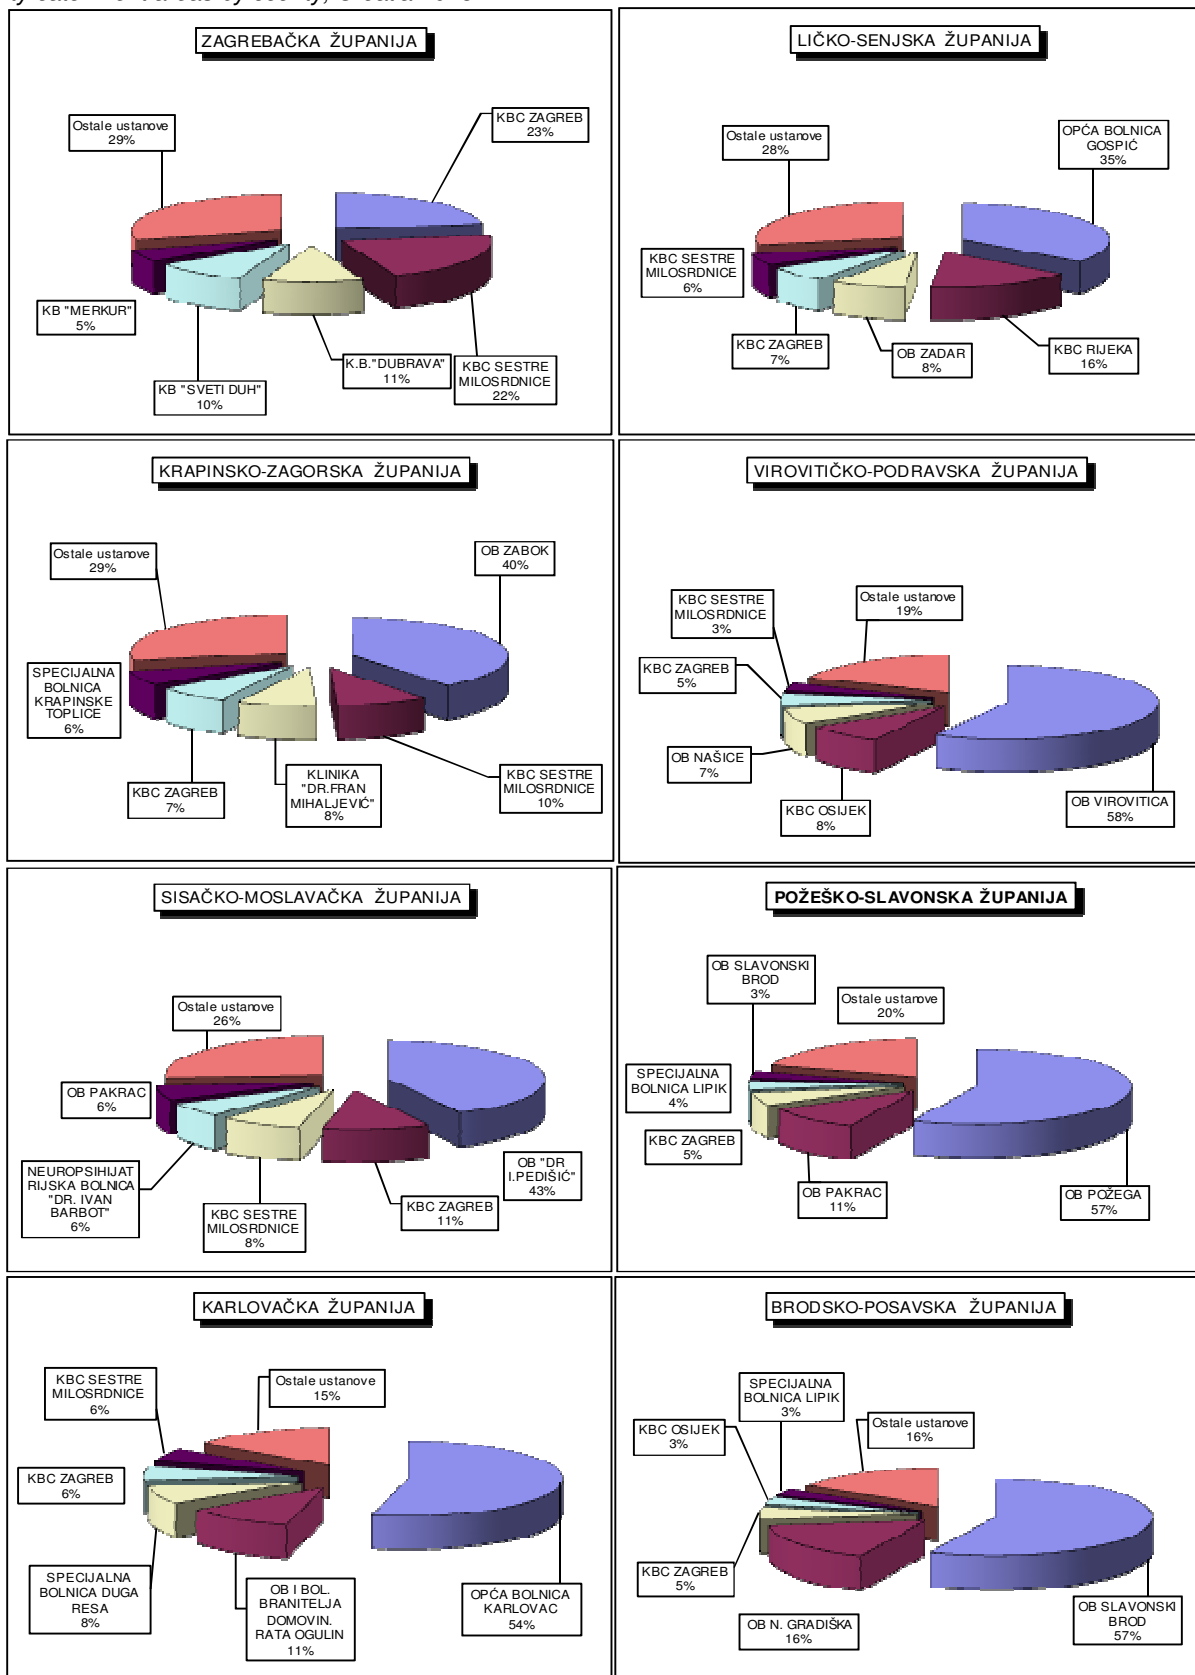 ZAGREBAČKA ŽUPANIJA
Ostale ustanove
29%
KBC ZAGREB
23%
KB "MERKUR"
5%
KB "SVETI DUH"
10%
K.B."DUBRAVA"
11%
KBC SESTRE
MILOSRDNICE
22%
LIČKO-SENJSKA ŽUPANIJA
Ostale ustanove
28%
OPĆA BOLNICA
GOSPIĆ
35%
KBC SESTRE
MILOSRDNICE
6%
KBC ZAGREB
7%
OB ZADAR
8%
KBC RIJEKA
16%
KRAPINSKO-ZAGORSKA ŽUPANIJA
Ostale ustanove
29%
OB ZABOK
40%
SPECIJALNA
BOLNICA
KRAPINSKE
TOPLICE
6%
KBC ZAGREB
7%
KLINIKA
"DR.FRAN
MIHALJEVIĆ"
8%
KBC SESTRE
MILOSRDNICE
10%
VIROVITIČKO-PODRAVSKA ŽUPANIJA
KBC SESTRE
MILOSRDNICE
3%
Ostale ustanove
19%
KBC ZAGREB
5%
OB NAŠICE
7%
KBC OSIJEK
8%
OB VIROVITICA
58%
SISAČKO-MOSLAVAČKA ŽUPANIJA
Ostale ustanove
26%
OB PAKRAC
6%
NEUROPSIHIJAT
RIJSKA BOLNICA
"DR. IVAN
BARBOT"
6%
KBC SESTRE
MILOSRDNICE
8%
KBC ZAGREB
11%
OB "DR
I.PEDIŠIĆ"
43%
POŽEŠKO-SLAVONSKA ŽUPANIJA
OB SLAVONSKI
BROD
3%
Ostale ustanove
20%
SPECIJALNA
BOLNICA LIPIK
4%
KBC ZAGREB
5%
OB PAKRAC
11%
OB POŽEGA
57%
KARLOVAČKA ŽUPANIJA
KBC SESTRE
MILOSRDNICE
6%
Ostale ustanove
15%
KBC ZAGREB
6%
SPECIJALNA
BOLNICA DUGA
RESA
8%
OB I BOL.
BRANITELJA
DOMOVIN.
RATA OGULIN
11%
OPĆA BOLNICA
KARLOVAC
54%
BRODSKO-POSAVSKA ŽUPANIJA
SPECIJALNA
BOLNICA LIPIK
3%
KBC OSIJEK
3%
Ostale ustanove
16%
KBC ZAGREB
5%
OB N. GRADIŠKA
16%
OB SLAVONSKI
BROD
57%